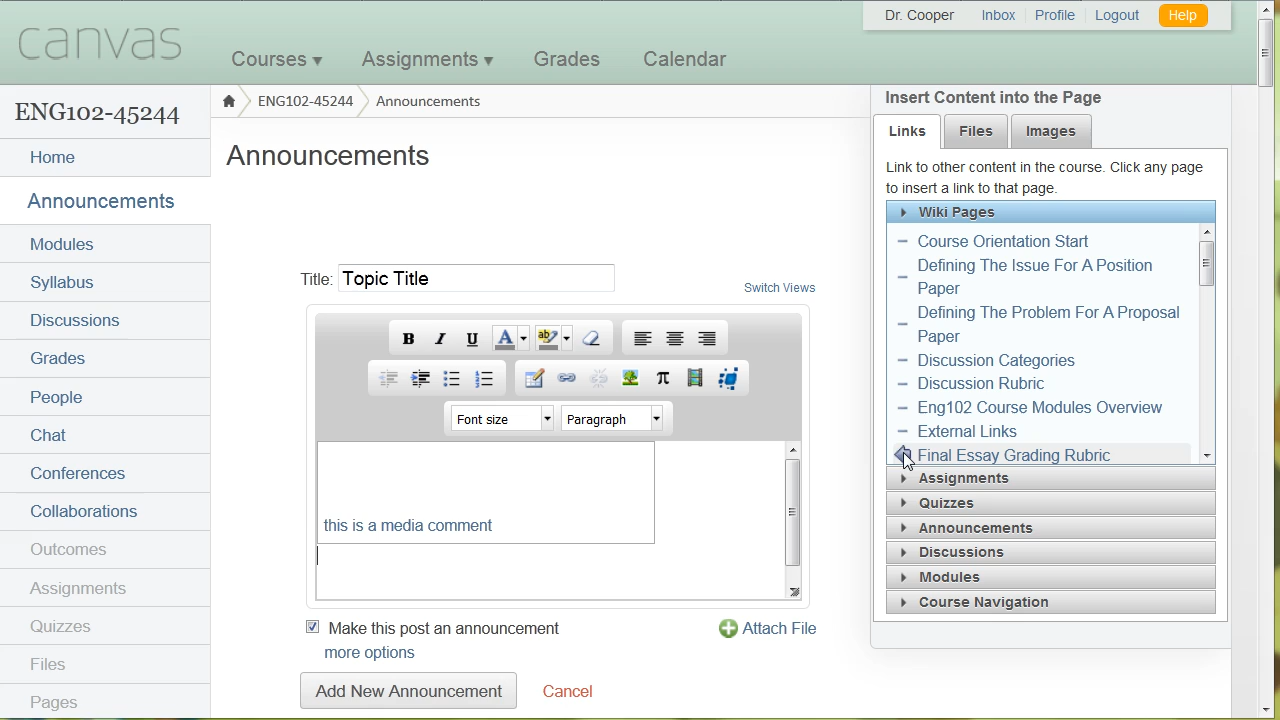 canvas
Dr. Cooper Inbox Profile Logout Help
Courses Assignments Grades Calendar
ENG102-45244
Home
Announcements
Modules
Syllabus
Discussions
Grades
People
Chat
Conferences
Collaborations
Outcomes
Assignments
Quizzes
Files
Pages
ENG102-45244 Announcements
Announcements
Title: Topic Title
Switch Views
B I U A ab
π
Font size Paragraph
this is a media comment
Make this post an announcement
Attach File
more options
Add New Announcement Cancel
Insert Content into the Page
Links Files Images
Link to other content in the course. Click any page
to insert a link to that page.
Wiki Pages
Course Orientation Start
Defining The Issue For A Position
Paper
Defining The Problem For A Proposal
Paper
Discussion Categories
Discussion Rubric
Eng102 Course Modules Overview
External Links
Final Essay Grading Rubric
Assignments
Quizzes
Announcements
Discussions
Modules
Course Navigation